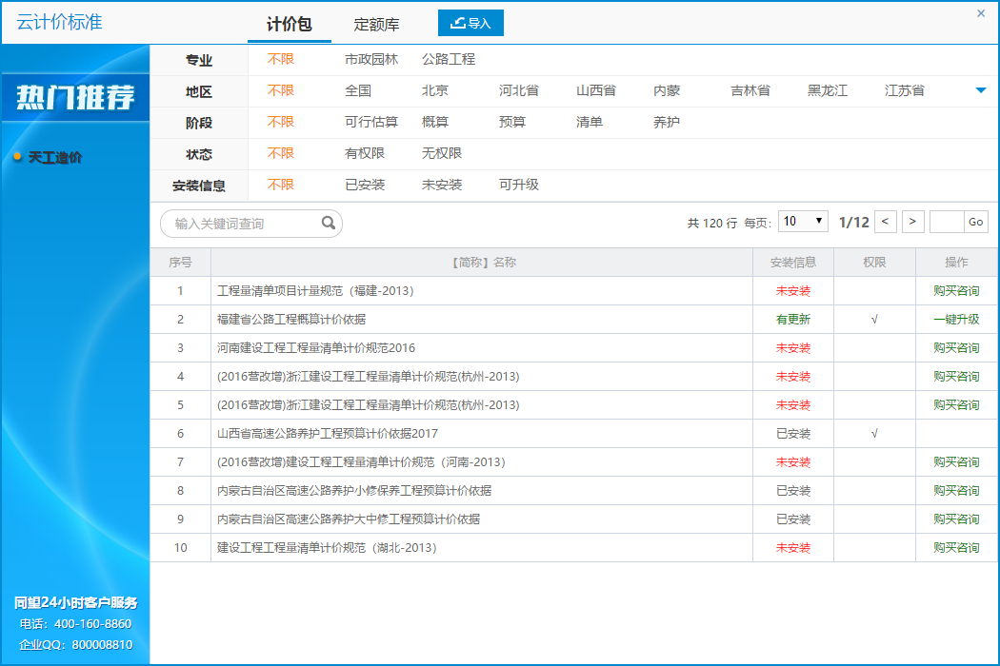 云计价标准 计价包 定额库 导入 ×
热门推荐
天工造价
同望24小时客户服务
电话：400-160-8860
企业QQ：800008810
专业 不限 市政园林 公路工程
地区 不限 全国 北京 河北省 山西省 内蒙 吉林省 黑龙江 江苏省
阶段 不限 可行估算 概算 预算 清单 养护
状态 不限 有权限 无权限
安装信息 不限 已安装 未安装 可升级
输入关键词查询 共 120 行 每页: 10 1/12 < > Go
序号 【简称】名称 安装信息 权限 操作
1 工程量清单项目计量规范（福建-2013） 未安装 购买咨询
2 福建省公路工程概算计价依据 有更新 √ 一键升级
3 河南建设工程工程量清单计价规范2016 未安装 购买咨询
4 (2016营改增)浙江建设工程工程量清单计价规范(杭州-2013) 未安装 购买咨询
5 (2016营改增)浙江建设工程工程量清单计价规范(杭州-2013) 未安装 购买咨询
6 山西省高速公路养护工程预算计价依据2017 已安装 √
7 (2016营改增)建设工程工程量清单计价规范（河南-2013） 未安装 购买咨询
8 内蒙古自治区高速公路养护小修保养工程预算计价依据 已安装 购买咨询
9 内蒙古自治区高速公路养护大中修工程预算计价依据 已安装 购买咨询
10 建设工程工程量清单计价规范（湖北-2013） 未安装 购买咨询